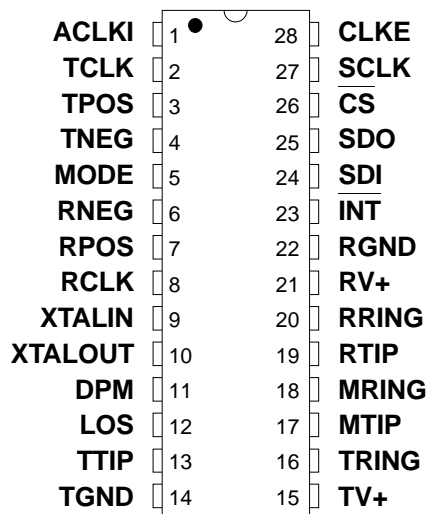 ACLKI 1 28 CLKE
TCLK 2 27 SCLK
TPOS 3 26 CS
TNEG 4 25 SDO
MODE 5 24 SDI
RNEG 6 23 INT
RPOS 7 22 RGND
RCLK 8 21 RV+
XTALIN 9 20 RRING
XTALOUT 10 19 RTIP
DPM 11 18 MRING
LOS 12 17 MTIP
TTIP 13 16 TRING
TGND 14 15 TV+